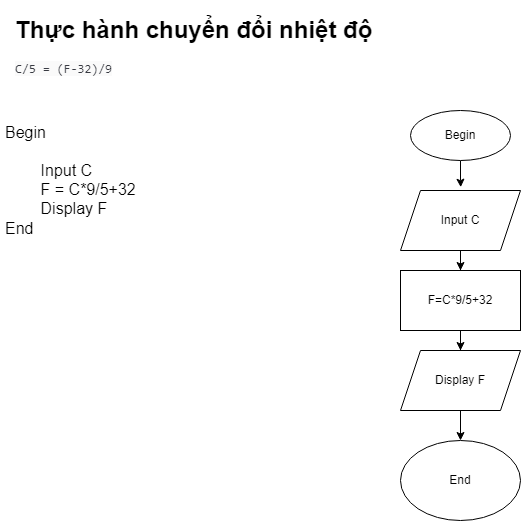 Thực hành chuyển đổi nhiệt độ
C/5 = (F-32)/9
Begin
Input C
F = C*9/5+32
Display F
End
Begin
Input C
F=C*9/5+32
Display F
End